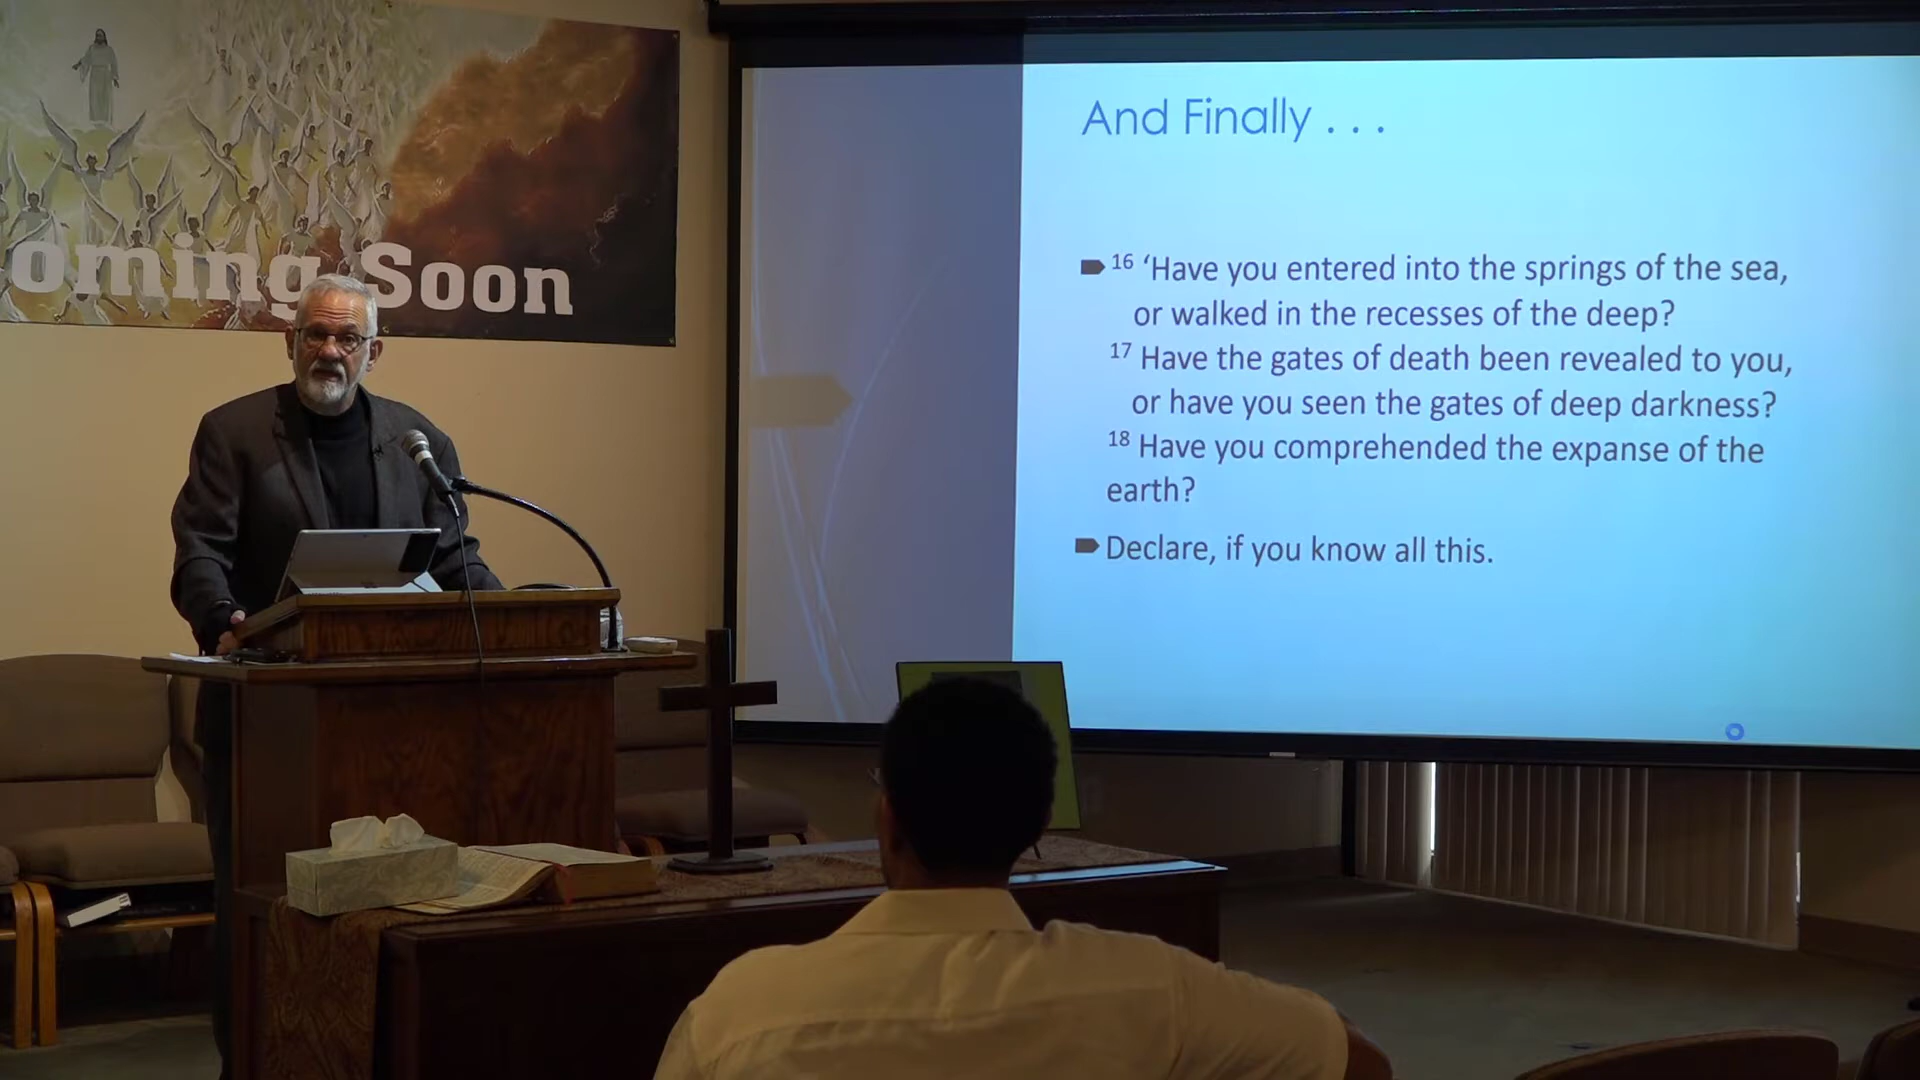 oming Soon
And Finally . . .
16 ‘Have you entered into the springs of the sea,
or walked in the recesses of the deep?
17 Have the gates of death been revealed to you,
or have you seen the gates of deep darkness?
18 Have you comprehended the expanse of the
earth?
Declare, if you know all this.